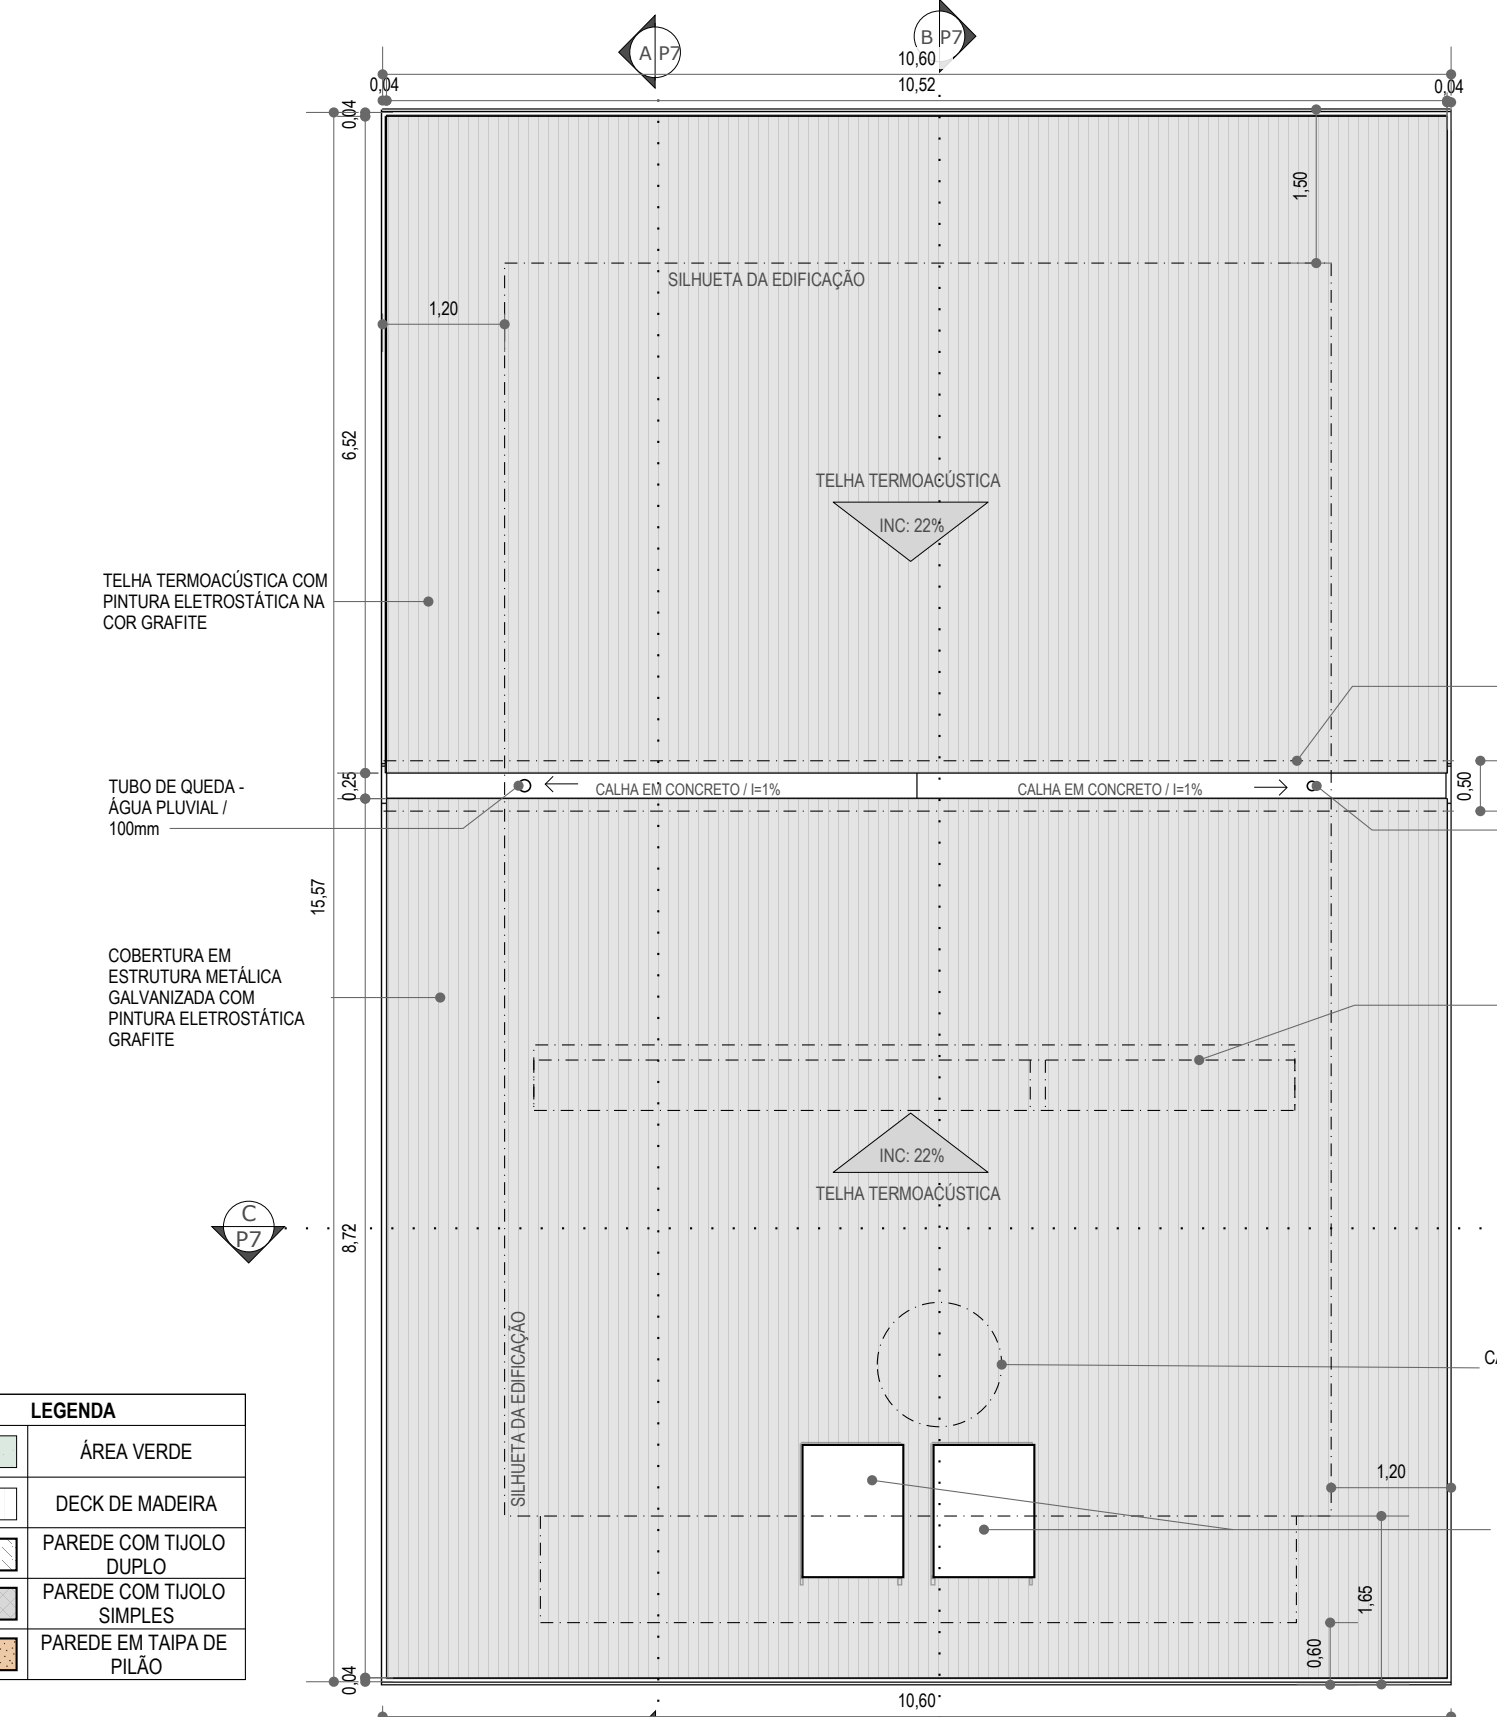 A P7
B P7
10,60
0,04
10,52
0,04
0,04
1,50
SILHUETA DA EDIFICAÇÃO
1,20
6,52
TELHA TERMOACÚSTICA
INC: 22%
TELHA TERMOACÚSTICA COM
PINTURA ELETROSTÁTICA NA
COR GRAFITE
TUBO DE QUEDA -
ÁGUA PLUVIAL /
100mm
0,25
CALHA EM CONCRETO / I=1%
CALHA EM CONCRETO / I=1%
0,50
15,57
COBERTURA EM
ESTRUTURA METÁLICA
GALVANIZADA COM
PINTURA ELETROSTÁTICA
GRAFITE
INC: 22%
TELHA TERMOACÚSTICA
C
P7
8,72
SILHUETA DA EDIFICAÇÃO
LEGENDA
ÁREA VERDE
DECK DE MADEIRA
PAREDE COM TIJOLO
DUPLO
PAREDE COM TIJOLO
SIMPLES
PAREDE EM TAIPA DE
PILÃO
1,20
1,65
0,60
0,04
10,60